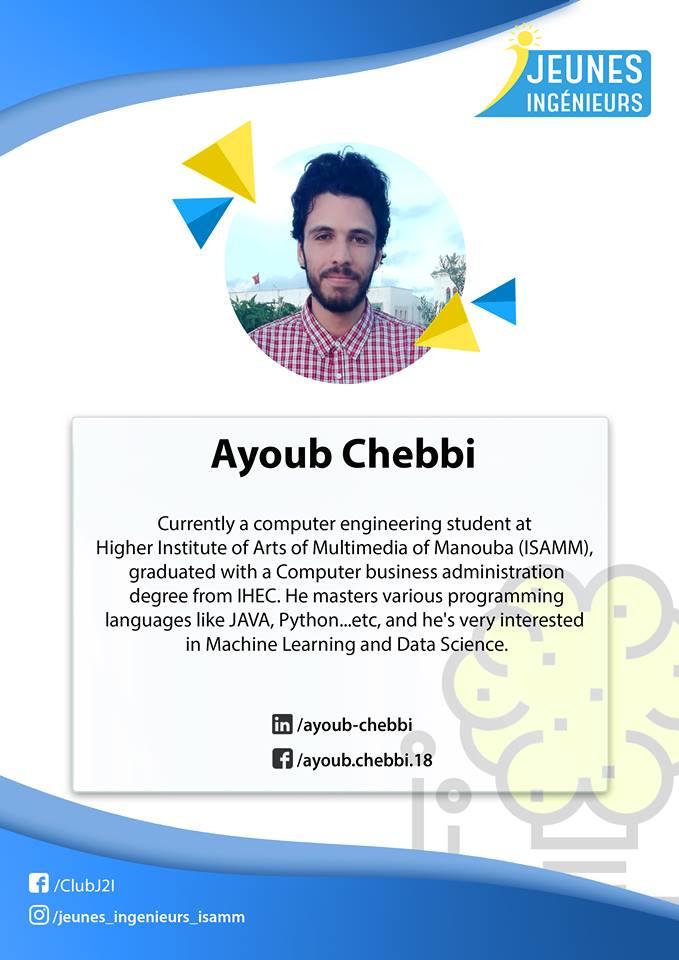 JEUNES
INGÉNIEURS
Ayoub Chebbi
Currently a computer engineering student at
Higher Institute of Arts of Multimedia of Manouba (ISAMM),
graduated with a Computer business administration
degree from IHEC. He masters various programming
languages like JAVA, Python...etc, and he's very interested
in Machine Learning and Data Science.
in /ayoub-chebbi
f /ayoub.chebbi.18
f /ClubJ2I
/jeunes_ingenieurs_isamm